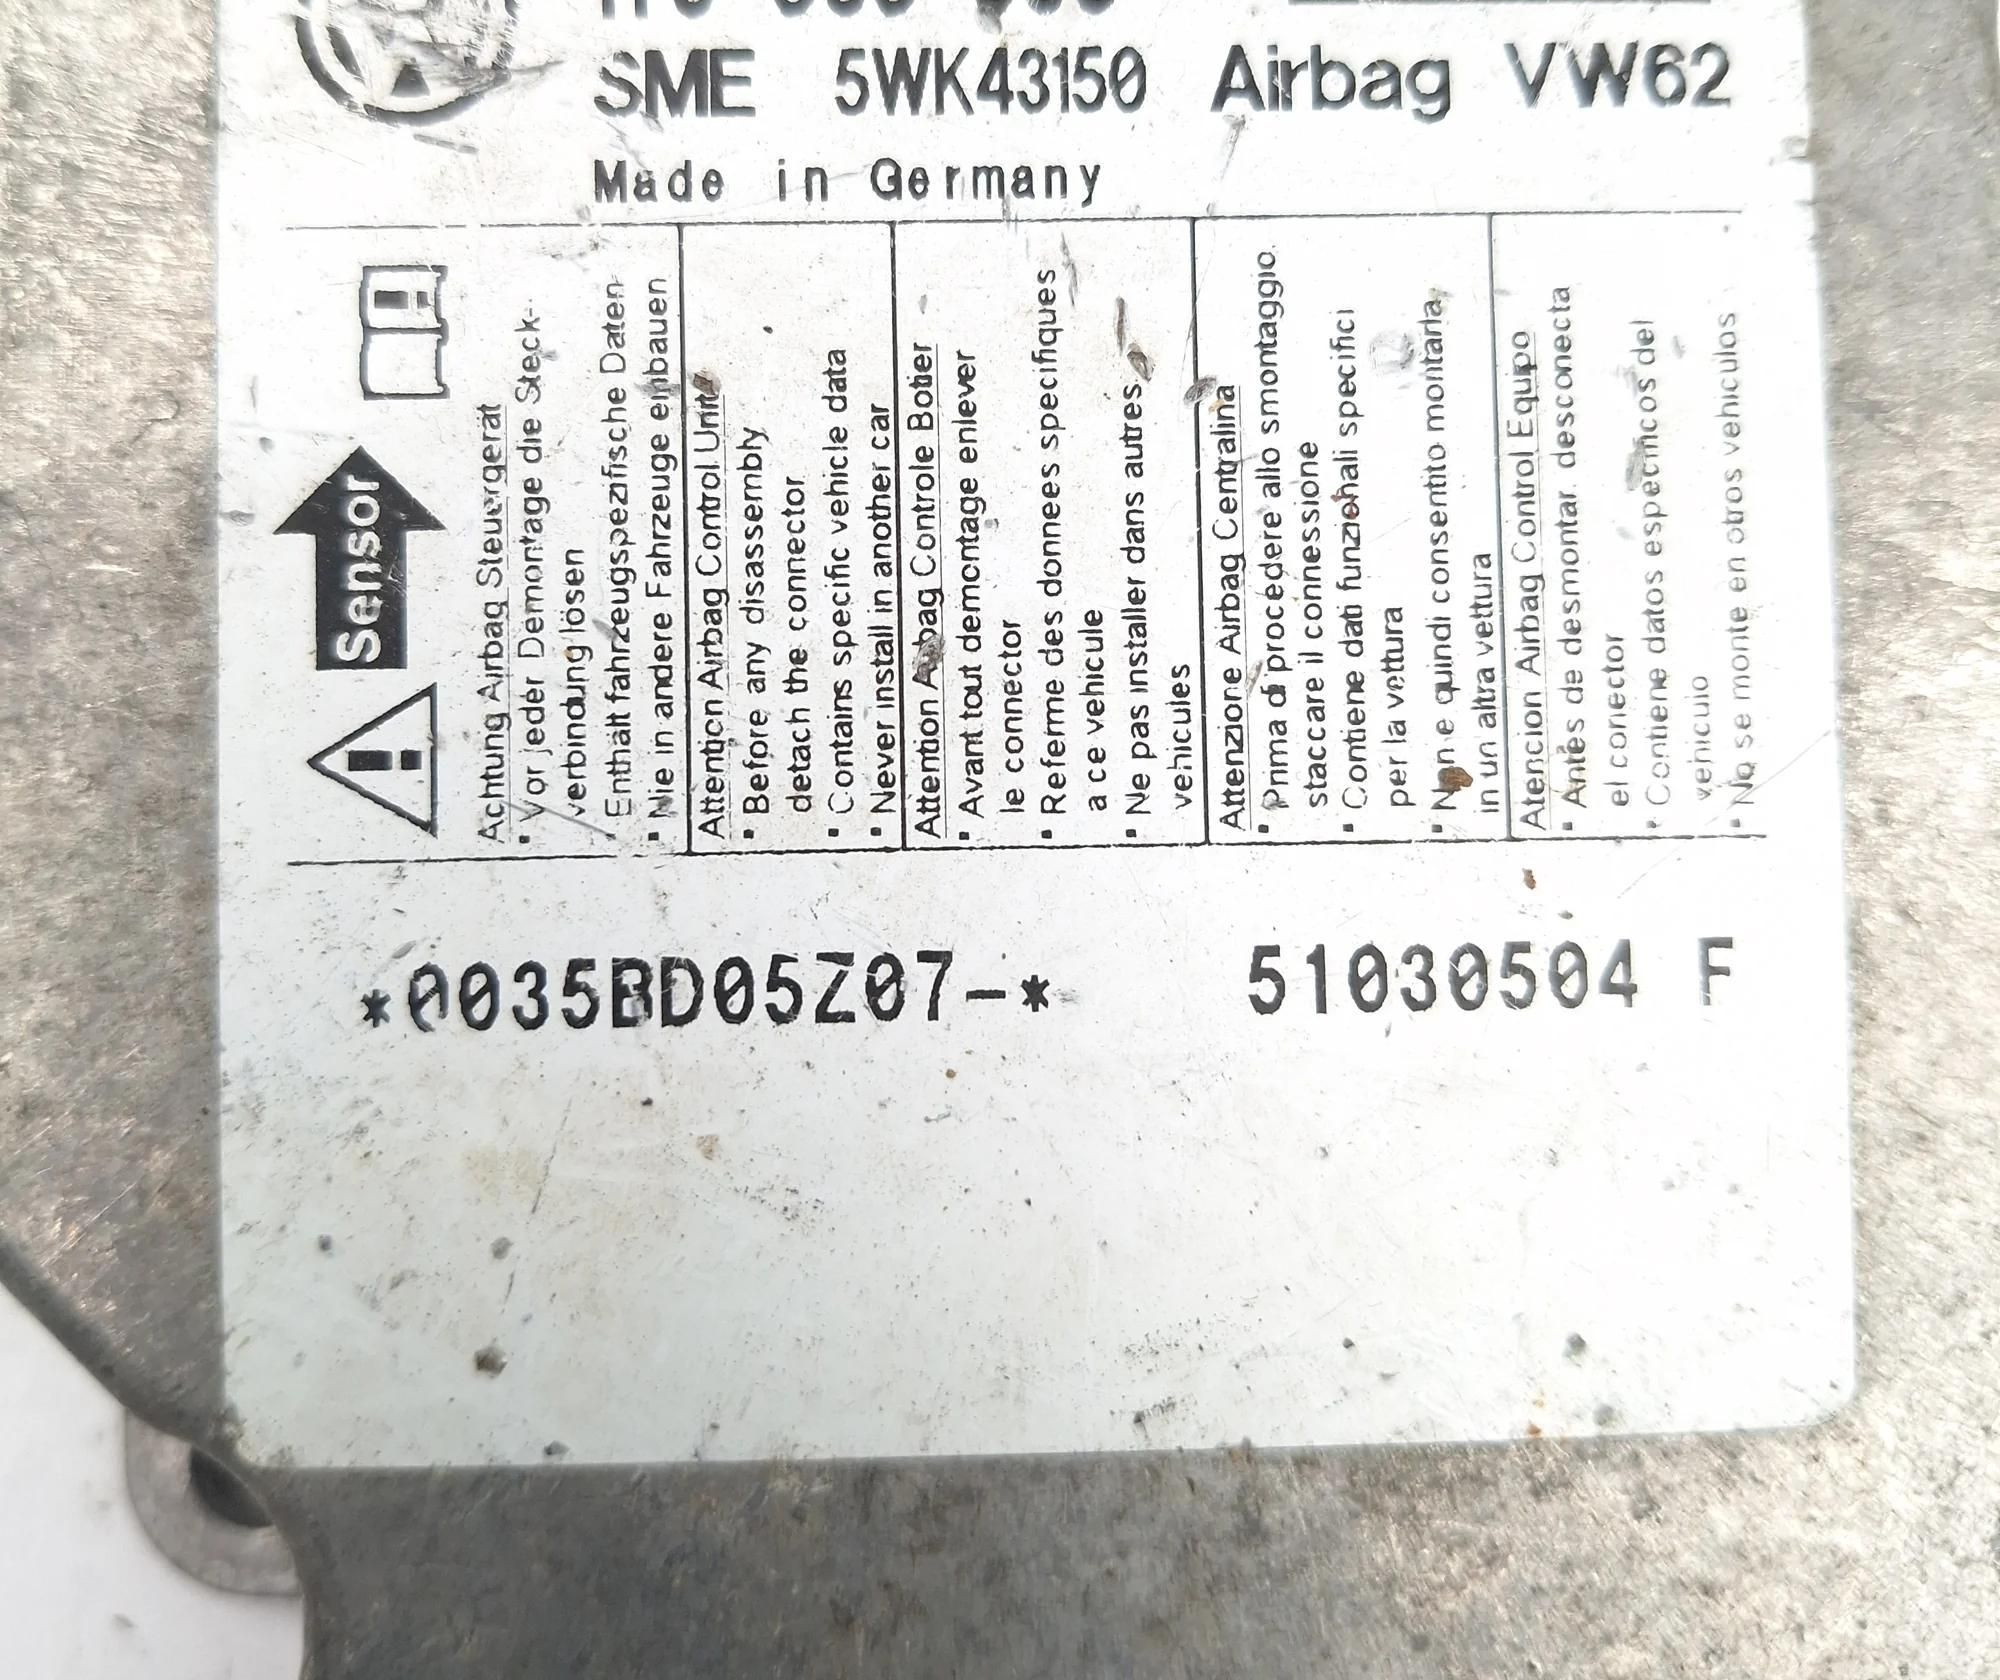 SME 5WK43150 Airbag VW62
Made in Germany
Sensor
Achtung Airbag Steuergerät
• Vor jeder Demontage die Steck-
verbindung lösen
• Enthält fahrzeugspezifische Daten
• Nie in andere Fahrzeuge einbauen
Attention Airbag Control Unit
• Before any disassembly
detach the connector
• Contains specific vehicle data
• Never install in another car
Attention Airbag Controle Botier
• Avant tout demontage enlever
le connector
• Referme des donnees specifiques
a ce vehicule
• Ne pas installer dans autres
vehicules
Attenzione Airbag Centralina
• Prima di procedere allo smontaggio
staccare il connessione
• Contiene dati funzionali specifici
per la vettura
• Non e quindi consentito montarla
in un altra vettura
Atencion Airbag Control Equipo
• Antes de desmontar desconecta
el conector
• Contiene datos especificos del
vehiculo
• No se monte en otros vehiculos
*0035BD05Z07-* 51030504 F